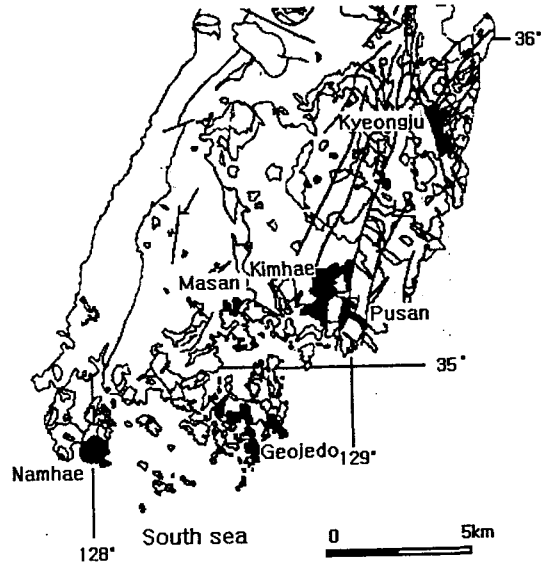 36°
Kyeongju
Masan
Kimhae
Pusan
35°
Geojedo
129°
Namhae
128°
South sea
0
5km